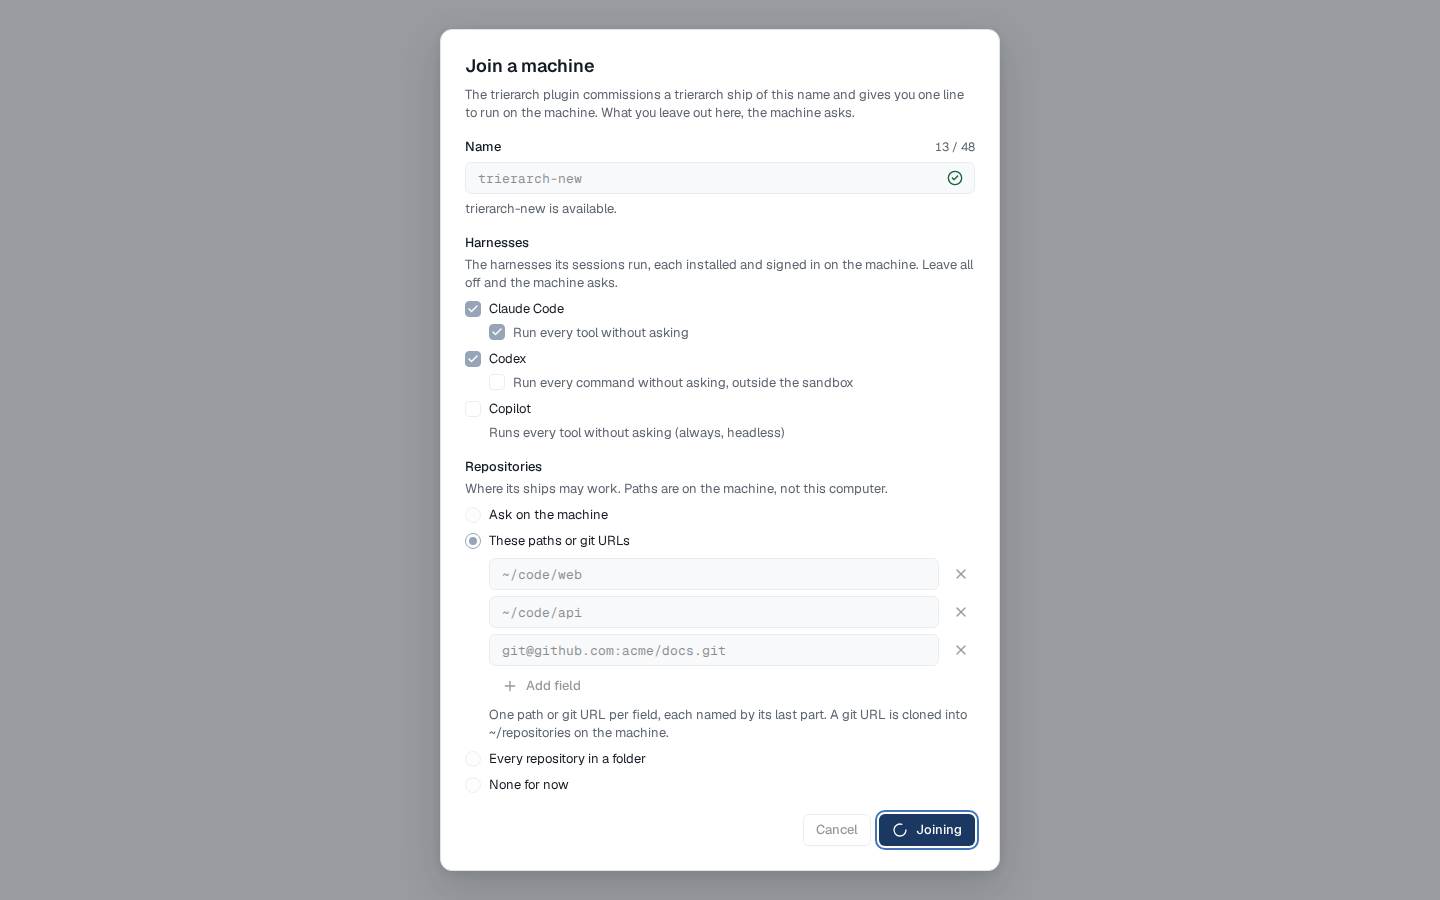 Join a machine
The trierarch plugin commissions a trierarch ship of this name and gives you one line
to run on the machine. What you leave out here, the machine asks.
Name
13 / 48
trierarch-new
trierarch-new is available.
Harnesses
The harnesses its sessions run, each installed and signed in on the machine. Leave all
off and the machine asks.
Claude Code
Run every tool without asking
Codex
Run every command without asking, outside the sandbox
Copilot
Runs every tool without asking (always, headless)
Repositories
Where its ships may work. Paths are on the machine, not this computer.
Ask on the machine
These paths or git URLs
~/code/web
~/code/api
git@github.com:acme/docs.git
Add field
One path or git URL per field, each named by its last part. A git URL is cloned into
~/repositories on the machine.
Every repository in a folder
None for now
Cancel
Joining